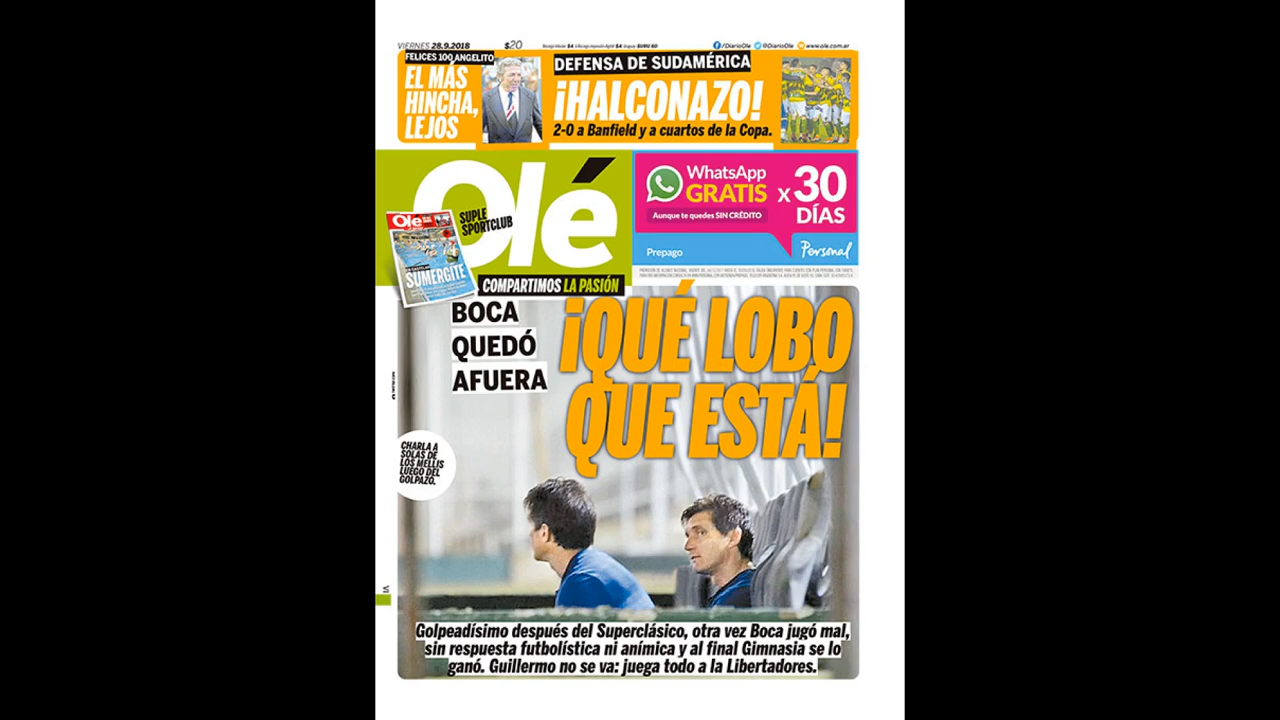 VIERNES 28.9.2018
$20
/DiarioOle
@DiarioOle
www.ole.com.ar
FELICES 100, ANGELITO
EL MÁS
HINCHA,
LEJOS
DEFENSA DE SUDAMÉRICA
¡HALCONAZO!
2-0 a Banfield y a cuartos de la Copa.
Olé
SUPLE
SPORTCLUB
Olé
SUMERGITE
COMPARTIMOS LA PASIÓN
WhatsApp
GRATIS
x 30
DÍAS
Aunque te quedes SIN CRÉDITO
Prepago
Personal
BOCA
QUEDÓ
AFUERA
¡QUÉ LOBO
QUE ESTÁ!
CHARLA A
SOLAS DE
LOS MELLIS
LUEGO DEL
GOLPAZO.
VI
Golpeadísimo después del Superclásico, otra vez Boca jugó mal,
sin respuesta futbolística ni anímica y al final Gimnasia se lo
ganó. Guillermo no se va: juega todo a la Libertadores.